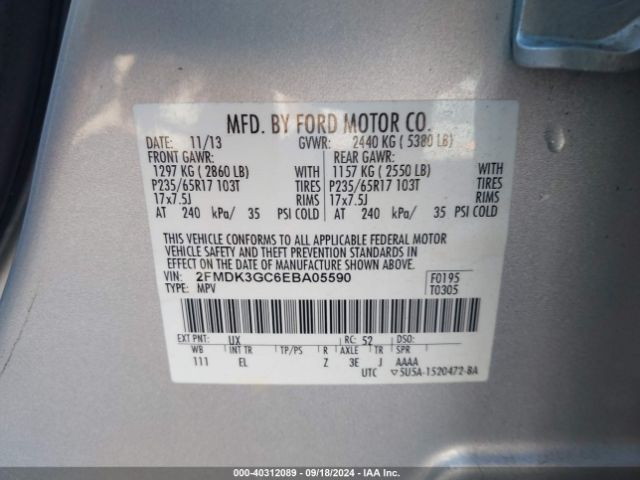 MFD. BY FORD MOTOR CO.
DATE: 11/13 GVWR: 2440 KG ( 5380 LB)
FRONT GAWR: REAR GAWR:
1297 KG ( 2860 LB) WITH 1157 KG ( 2550 LB) WITH
P235/65R17 103T TIRES P235/65R17 103T TIRES
17x7.5J RIMS 17x7.5J RIMS
AT 240 kPa/ 35 PSI COLD AT 240 kPa/ 35 PSI COLD
THIS VEHICLE CONFORMS TO ALL APPLICABLE FEDERAL MOTOR
VEHICLE SAFETY AND THEFT PREVENTION STANDARDS IN
EFFECT ON THE DATE OF MANUFACTURE SHOWN ABOVE.
VIN: 2FMDK3GC6EBA05590 F0195
TYPE: MPV T0305
EXT PNT: UX RC: 52 DSO:
WB INT TR TP/PS R AXLE TR SPR
111 EL Z 3E J AAAA
UTC ▽5U5A-1520472-BA
000-40312089 - 09/18/2024 - IAA Inc.